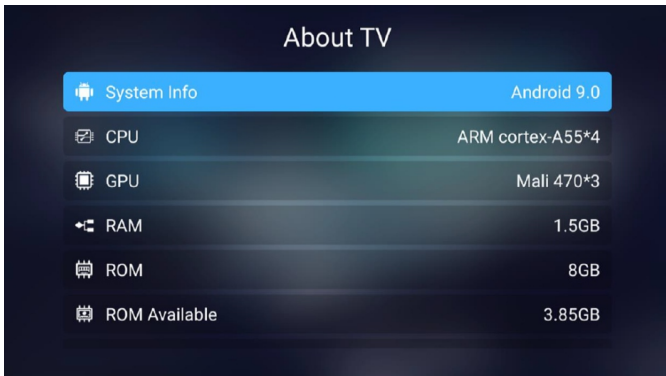 About TV
System Info Android 9.0
CPU ARM cortex-A55*4
GPU Mali 470*3
RAM 1.5GB
ROM 8GB
ROM Available 3.85GB